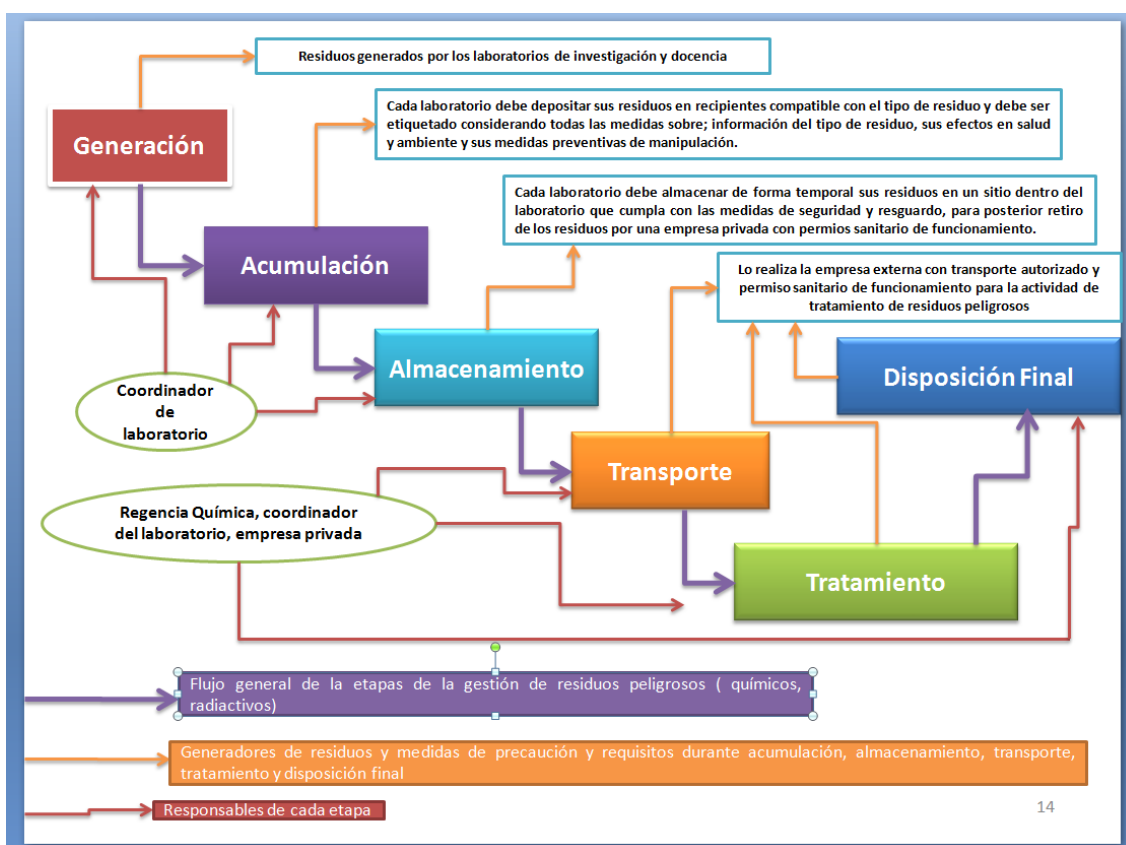 Residuos generados por los laboratorios de investigación y docencia
Generación
Cada laboratorio debe depositar sus residuos en recipientes compatible con el tipo de residuo y debe ser
etiquetado considerando todas las medidas sobre; información del tipo de residuo, sus efectos en salud
y ambiente y sus medidas preventivas de manipulación.
Cada laboratorio debe almacenar de forma temporal sus residuos en un sitio dentro del
laboratorio que cumpla con las medidas de seguridad y resguardo, para posterior retiro
de los residuos por una empresa privada con permios sanitario de funcionamiento.
Acumulación
Lo realiza la empresa externa con transporte autorizado y
permiso sanitario de funcionamiento para la actividad de
tratamiento de residuos peligrosos
Almacenamiento
Disposición Final
Coordinador
de
laboratorio
Transporte
Regencia Química, coordinador
del laboratorio, empresa privada
Tratamiento
Flujo general de la etapas de la gestión de residuos peligrosos ( químicos,
radiactivos)
Generadores de residuos y medidas de precaución y requisitos durante acumulación, almacenamiento, transporte,
tratamiento y disposición final
Responsables de cada etapa
14